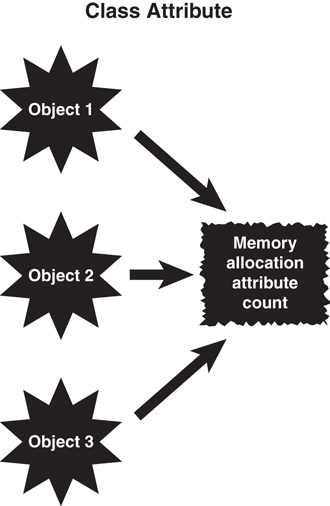 Class Attribute
Object 1
Memory
allocation
attribute
count
Object 2
Object 3